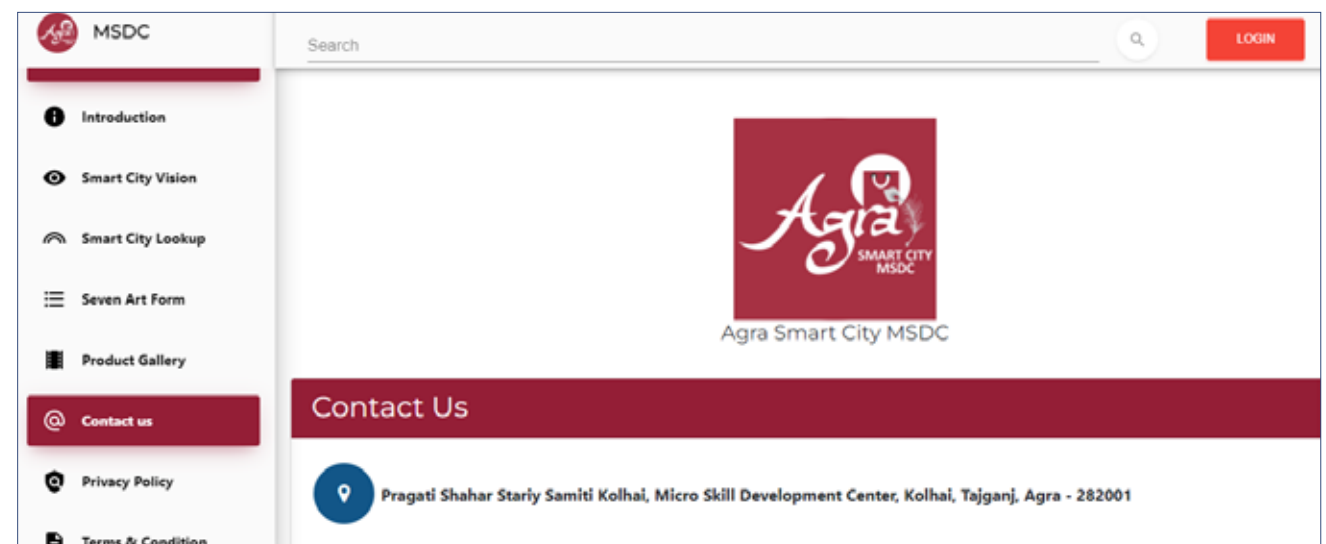 MSDC
Search
LOGIN
Introduction
Smart City Vision
Smart City Lookup
Seven Art Form
Product Gallery
Contact us
Privacy Policy
Terms & Condition
Agra
SMART CITY
MSDC
Agra Smart City MSDC
Contact Us
Pragati Shahar Stariy Samiti Kolhai, Micro Skill Development Center, Kolhai, Tajganj, Agra - 282001